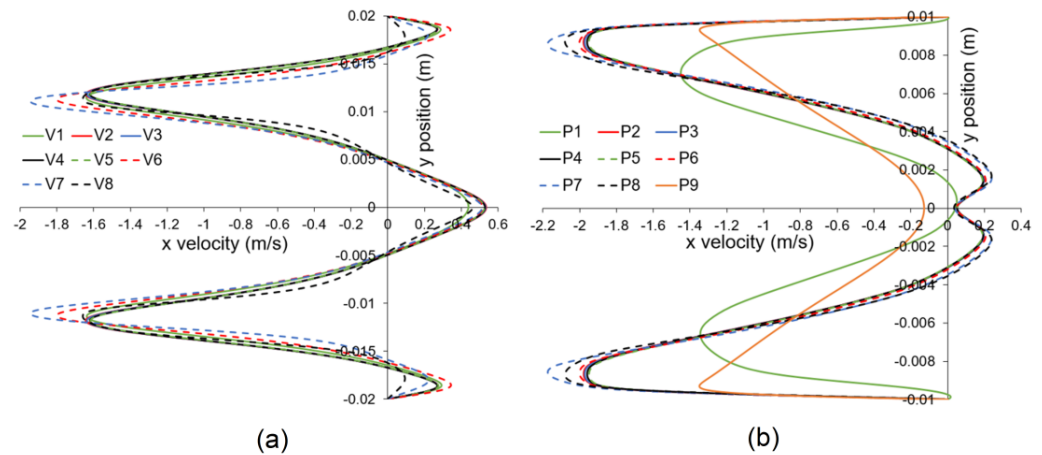 (a)
(b)
0.02
0.015
0.01
0.005
0
-0.005
-0.01
-0.015
-0.02
-2 -1.8 -1.6 -1.4 -1.2 -1 -0.8 -0.6 -0.4 -0.2 0 0.2 0.4 0.6
x velocity (m/s)
y position (m)
V1 V2 V3
V4 V5 V6
V7 V8
(a)
0.01
0.008
0.006
0.004
0.002
0
-0.002
-0.004
-0.006
-0.008
-0.01
-2.2 -2 -1.8 -1.6 -1.4 -1.2 -1 -0.8 -0.6 -0.4 -0.2 0 0.2 0.4
x velocity (m/s)
y position (m)
P1 P2 P3
P4 P5 P6
P7 P8 P9
(b)